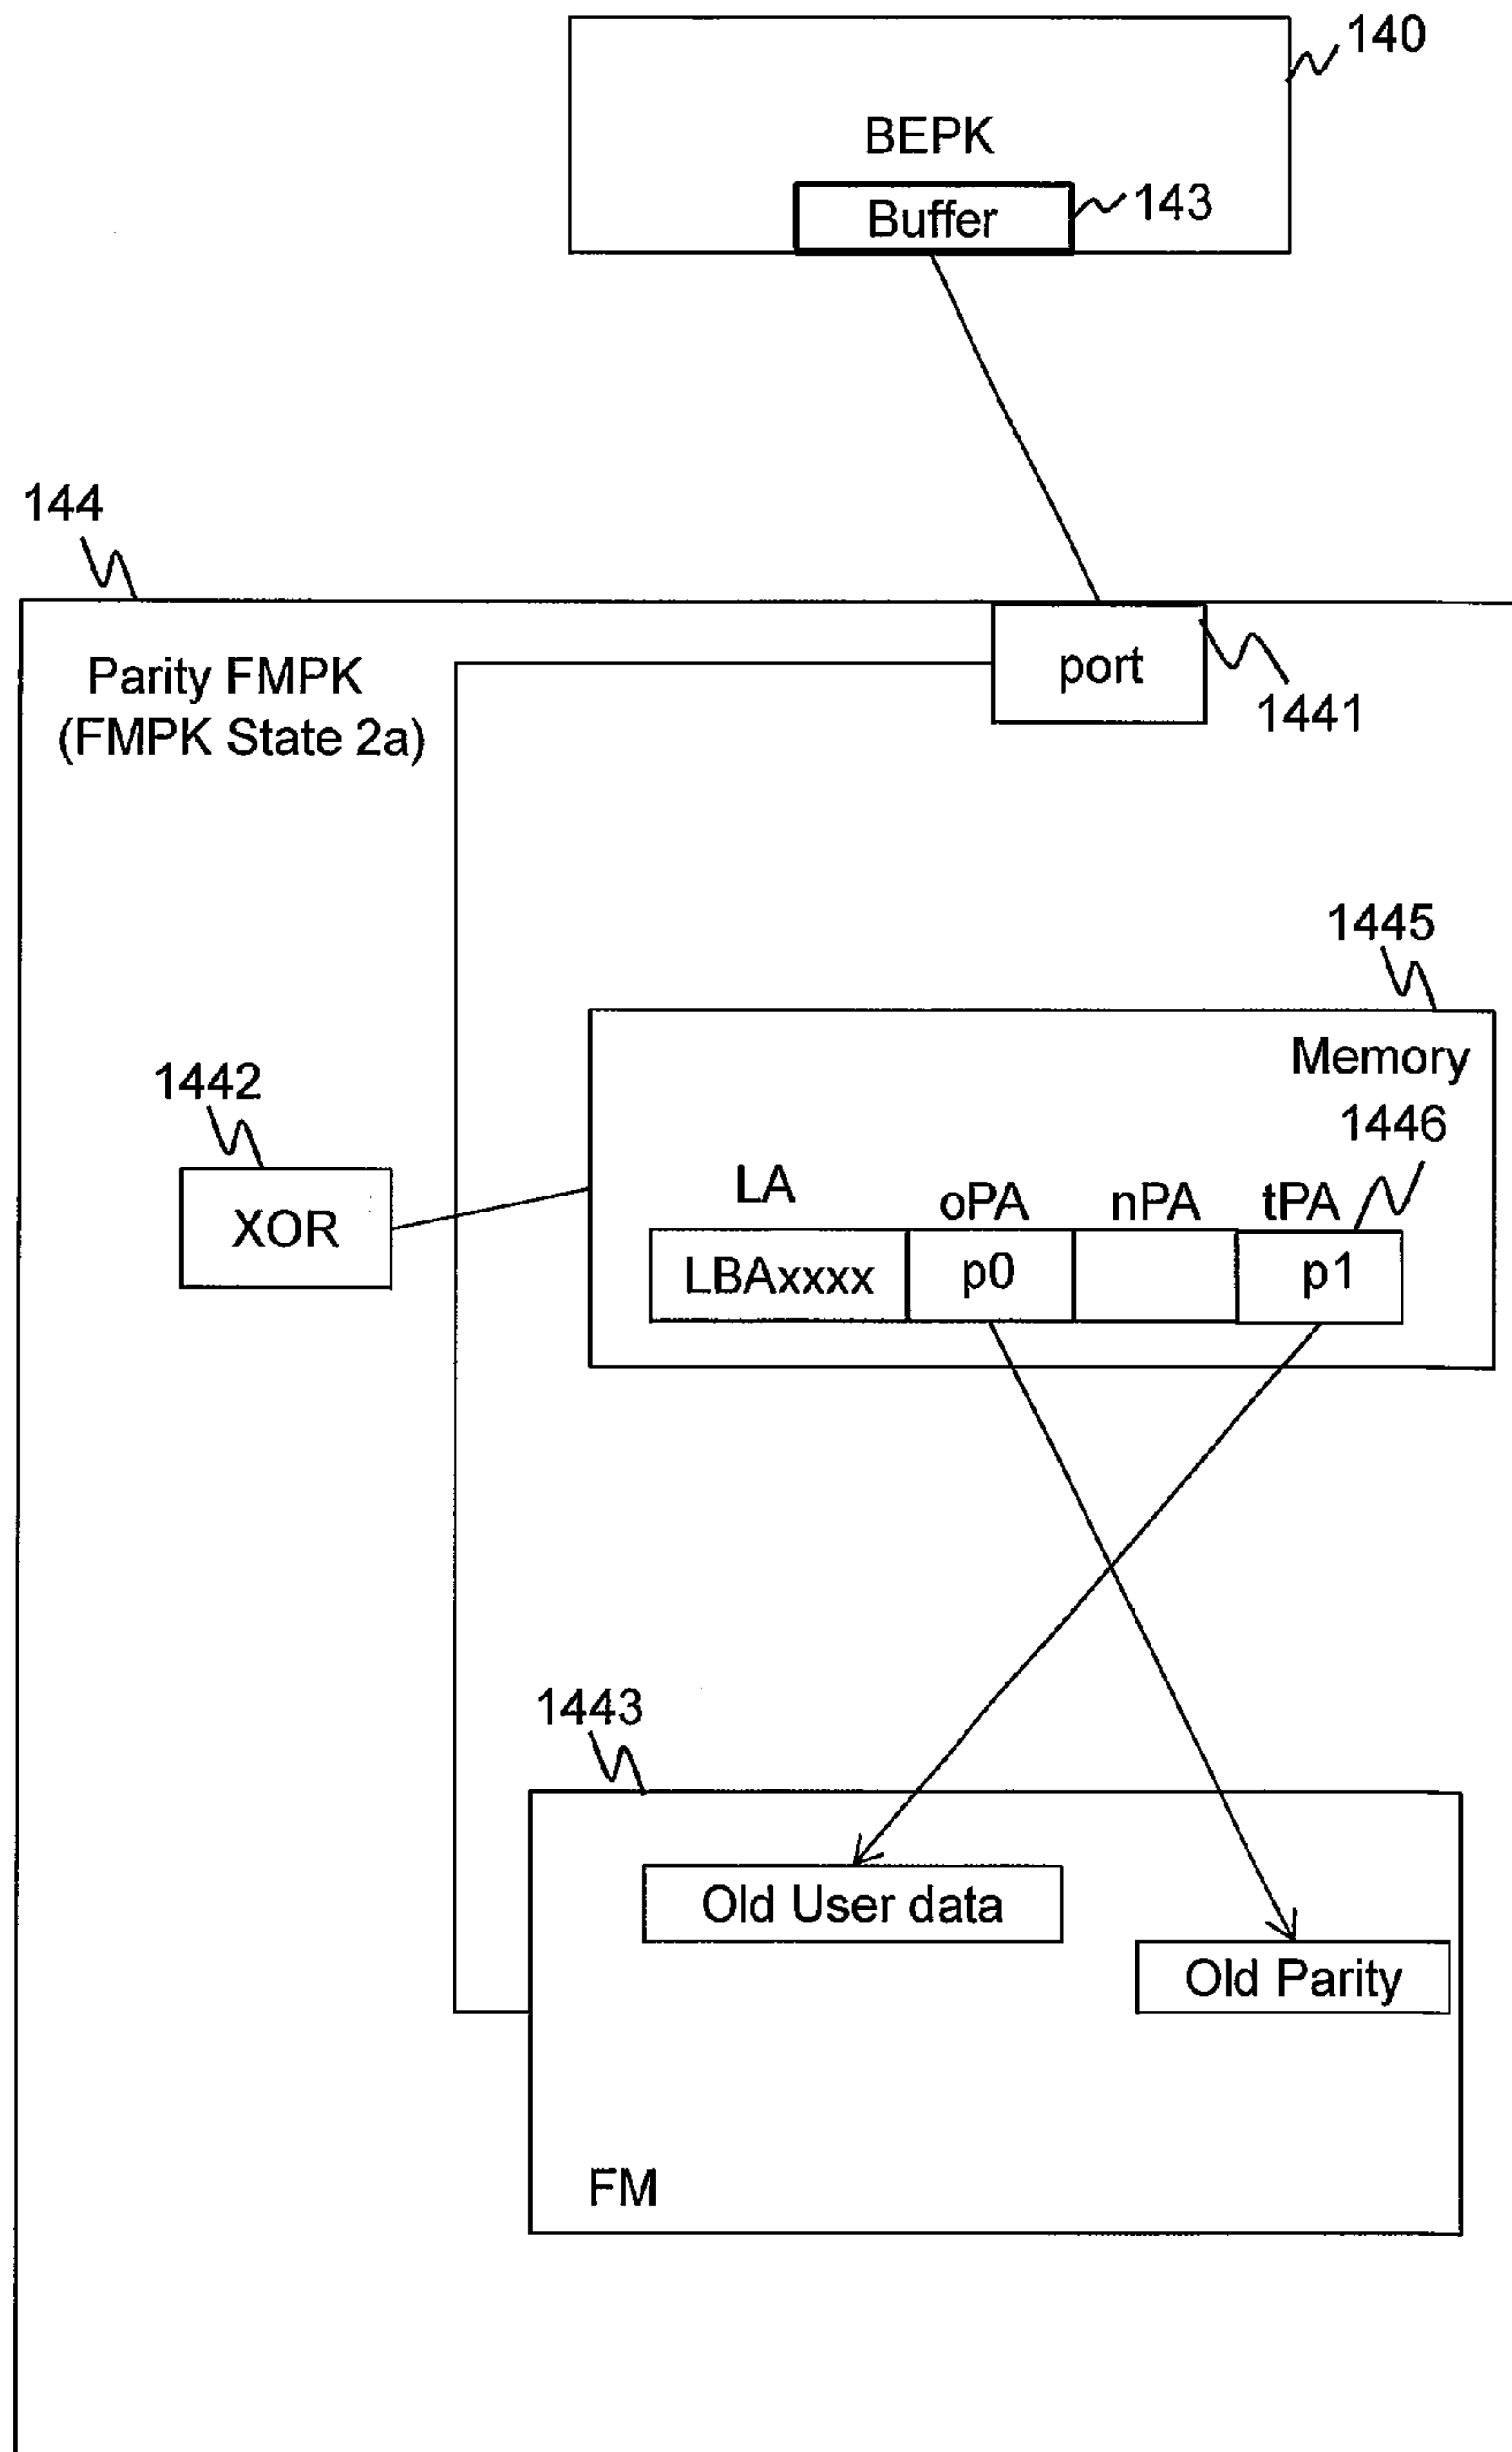 140
BEPK
Buffer
143
144
Parity FMPK
(FMPK State 2a)
port
1441
1445
Memory
1442
1446
XOR
LA oPA nPA tPA
LBAxxxx p0 p1
1443
Old User data
Old Parity
FM